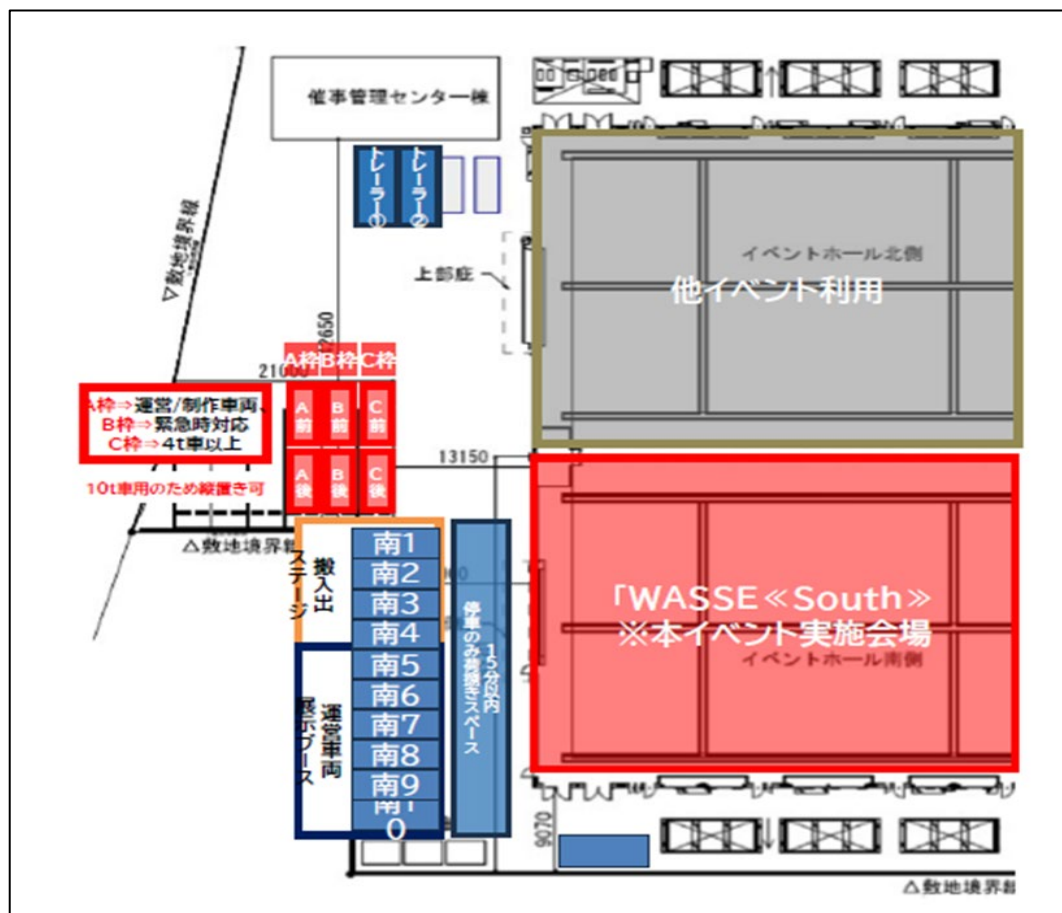 催事管理センター棟
トレーラー①
トレーラー②
▽敷地境界線
上部庇
イベントホール北側
他イベント利用
12650
21000
A枠
B枠
C枠
A枠⇒運営/制作車両、
B枠⇒緊急時対応
C枠⇒4t車以上
A前
B前
C前
A後
B後
C後
10t車用のため縦置き可
13150
△敷地境界線
搬入出
ステージ
南1
南2
南3
南4
南5
南6
南7
南8
南9
南10
運営車両
展示ブース
15分以内
停車のみ荷捌きスペース
「WASSE≪South≫
※本イベント実施会場
イベントホール南側
9070
△敷地境界線